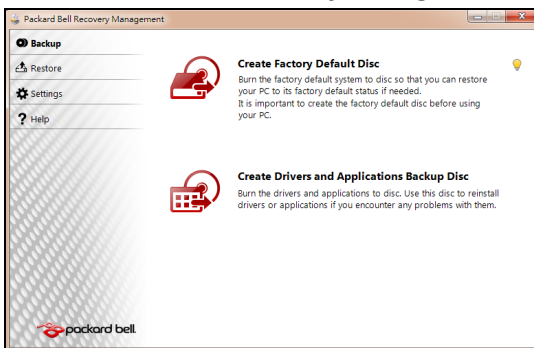 Packard Bell Recovery Management
Backup
Restore
Settings
Help
Create Factory Default Disc
Burn the factory default system to disc so that you can restore
your PC to its factory default status if needed.
It is important to create the factory default disc before using
your PC.
Create Drivers and Applications Backup Disc
Burn the drivers and applications to disc. Use this disc to reinstall
drivers or applications if you encounter any problems with them.
packard bell.